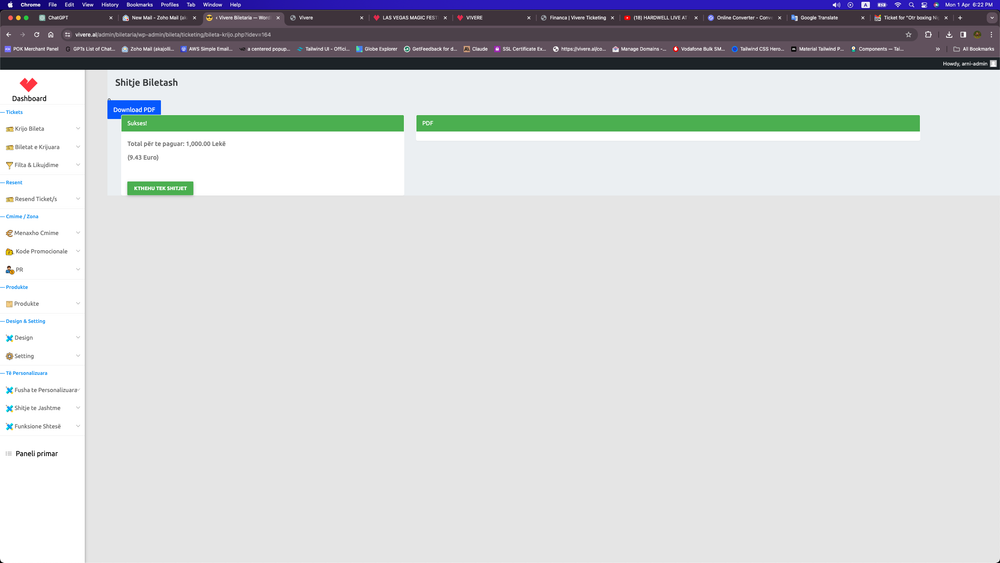 Chrome File Edit View History Bookmarks Profiles Tab Window Help
Mon 1 Apr 6:22 PM
ChatGPT
New Mail - Zoho Mail
‹ Vivere Bletaria — Wor
Vivere
LAS VEGAS MAGIC FEST
VIVERE
Finance | Vivere Ticketing
(18) HARDWELL LIVE AT
Online Converter - Conv
Google Translate
Ticket for "Otr boxing N
vivere.al/admin/biletaria/wp-admin/bileta/ticketing/bileta-krijo.php?idev=164
POK Merchant Panel
GPTs List of Chat
Zoho Mail (skajolli...
AWS Simple Email...
a centered popup...
Tailwind UI - Offici...
Globe Explorer
GetFeedback for d...
Claude
SSL Certificate Ex...
https://vivere.al/co...
Manage Domains -...
Vodafone Bulk SM...
Tailwind CSS Hero...
Material Tailwind P...
Components — Tai...
All Bookmarks
Howdy, arni-admin
Dashboard
Tickets
Krijo Bileta
Biletat e Krijuara
Filta & Likujdime
Resent
Resend Ticket/s
Cmime / Zona
Menaxho Cmime
Kode Promocionale
PR
Produkte
Produkte
Design & Setting
Design
Setting
Të Personalizuara
Fusha te Personalizuara
Shitje te Jashtme
Funksione Shtesë
Paneli primar
Shitje Biletash
Download PDF
Sukses!
Total për te paguar: 1,000.00 Lekë
(9.43 Euro)
KTHEHU TEK SHITJET
PDF